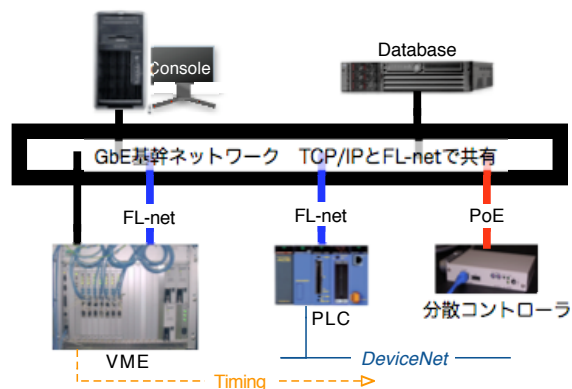 Console
Database
GbE基幹ネットワーク TCP/IPとFL-netで共有
FL-net
FL-net
PoE
VME
PLC
分散コントローラ
DeviceNet
Timing